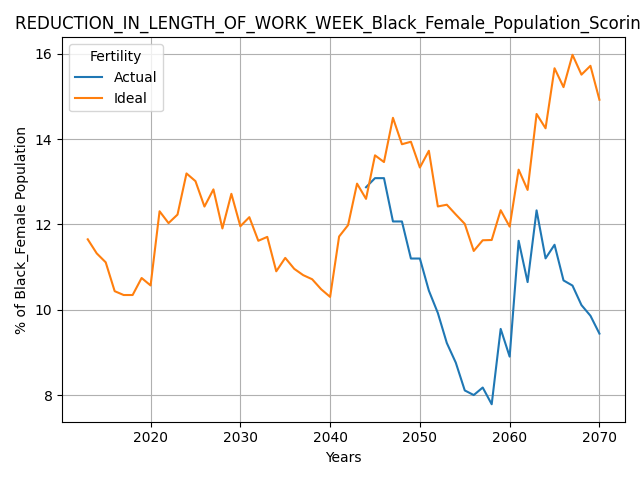 REDUCTION_IN_LENGTH_OF_WORK_WEEK_Black_Female_Population_Scorin
Fertility
Actual
Ideal
% of Black_Female Population
16
14
12
10
8
2020 2030 2040 2050 2060 2070
Years